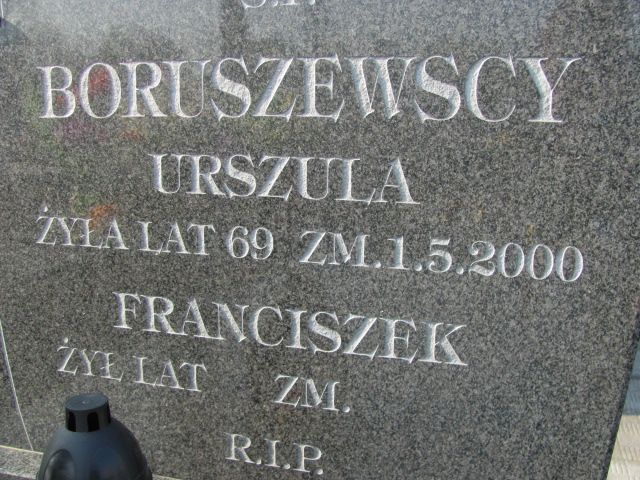 Ś.P.
BORUSZEWSCY
URSZULA
ŻYŁA LAT 69 ZM.1.5.2000
FRANCISZEK
ŻYŁ LAT ZM.
R.I.P.